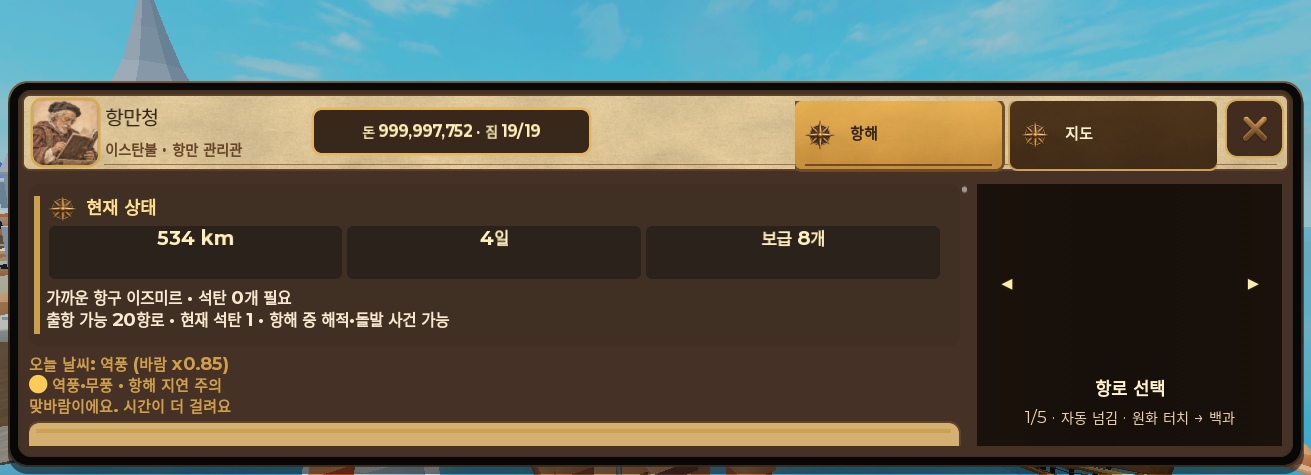 항만청
이스탄불 • 항만 관리관
돈 999,997,752 · 짐 19/19
항해
지도
현재 상태
534 km
4일
보급 8개
가까운 항구 이즈미르 • 석탄 0개 필요
출항 가능 20항로 • 현재 석탄 1 • 항해 중 해적•돌발 사건 가능
오늘 날씨: 역풍 (바람 x0.85)
역풍•무풍 • 항해 지연 주의
맞바람이에요. 시간이 더 걸려요
◀
▶
항로 선택
1/5 · 자동 넘김 · 원화 터치 → 백과